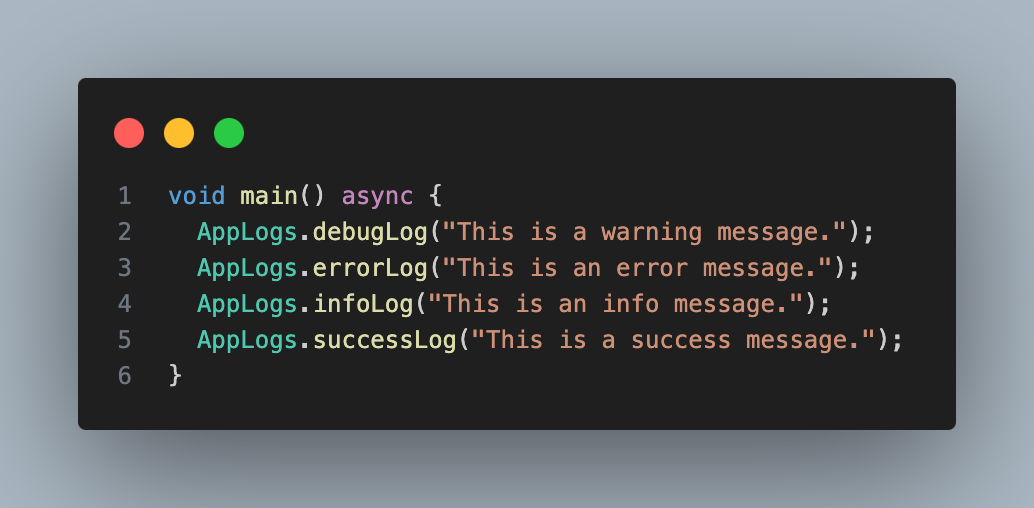 1 void main() async {
2   AppLogs.debugLog("This is a warning message.");
3   AppLogs.errorLog("This is an error message.");
4   AppLogs.infoLog("This is an info message.");
5   AppLogs.successLog("This is a success message.");
6 }